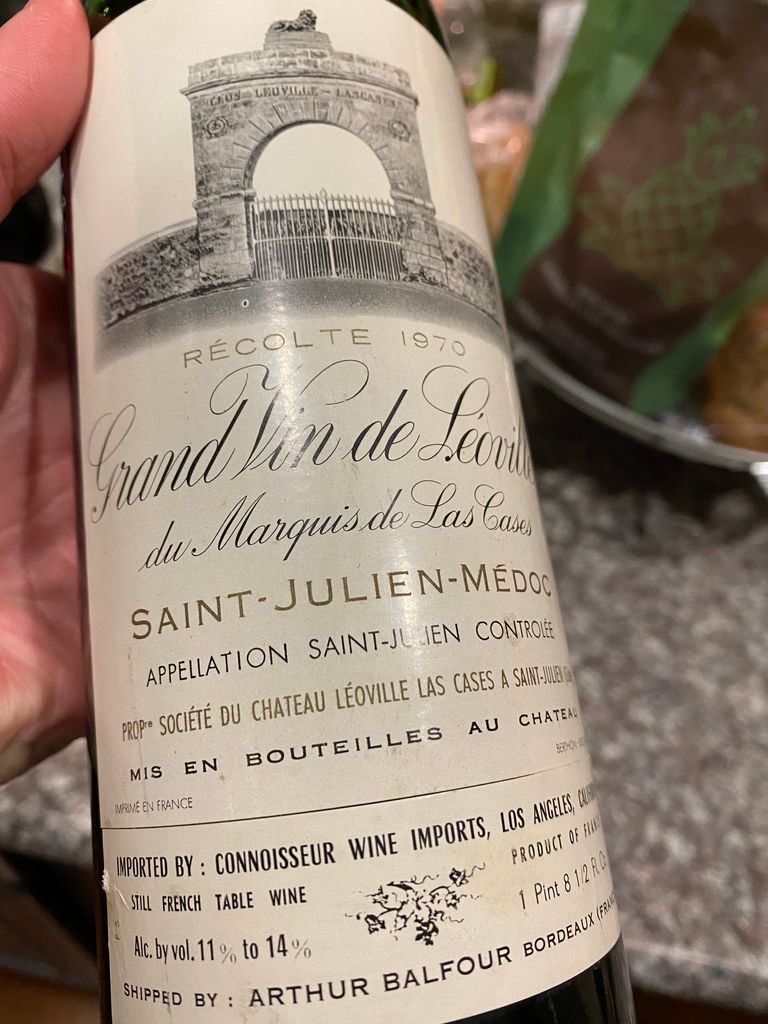 CLOS LEOVILLE - LASCASES
RÉCOLTE 1970
Grand Vin de Léoville
du Marquis de Las Cases
SAINT-JULIEN-MÉDOC
APPELLATION SAINT-JULIEN CONTROLÉE
PROPre SOCIÉTÉ DU CHATEAU LÉOVILLE LAS CASES A SAINT-JULIEN
MIS EN BOUTEILLES AU CHATEAU
IMPRIMÉ EN FRANCE
IMPORTED BY : CONNOISSEUR WINE IMPORTS, LOS ANGELES,
STILL FRENCH TABLE WINE
PRODUCT OF
Alc. by vol. 11% to 14%
1 Pint 8 1/2 Fl.
SHIPPED BY : ARTHUR BALFOUR BORDEAUX